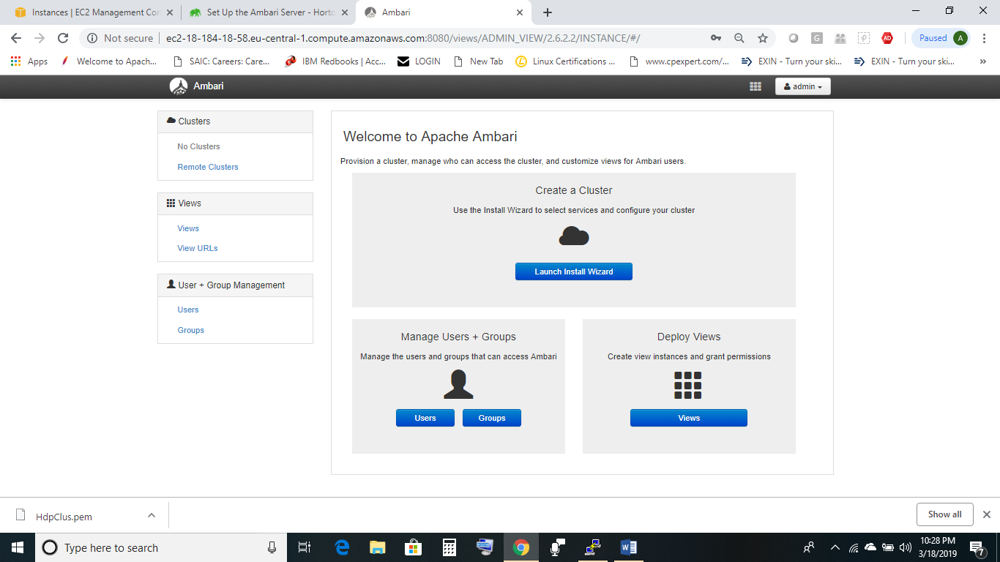 Instances | EC2 Management Con
Set Up the Ambari Server - Horto
Ambari
Not secure | ec2-18-184-18-58.eu-central-1.compute.amazonaws.com:8080/views/ADMIN_VIEW/2.6.2.2/INSTANCE/#/
G
AD
Paused
A
Apps
Welcome to Apach...
SAIC: Careers: Care...
IBM Redbooks | Acc...
LOGIN
New Tab
Linux Certifications ...
www.cpexpert.com/...
EXIN - Turn your ski...
EXIN - Turn your ski...
»
Ambari
admin
Clusters
No Clusters
Remote Clusters
Views
Views
View URLs
User + Group Management
Users
Groups
Welcome to Apache Ambari
Provision a cluster, manage who can access the cluster, and customize views for Ambari users.
Create a Cluster
Use the Install Wizard to select services and configure your cluster
Launch Install Wizard
Manage Users + Groups
Manage the users and groups that can access Ambari
Users
Groups
Deploy Views
Create view instances and grant permissions
Views
HdpClus.pem
Show all
Type here to search
10:28 PM
3/18/2019
7